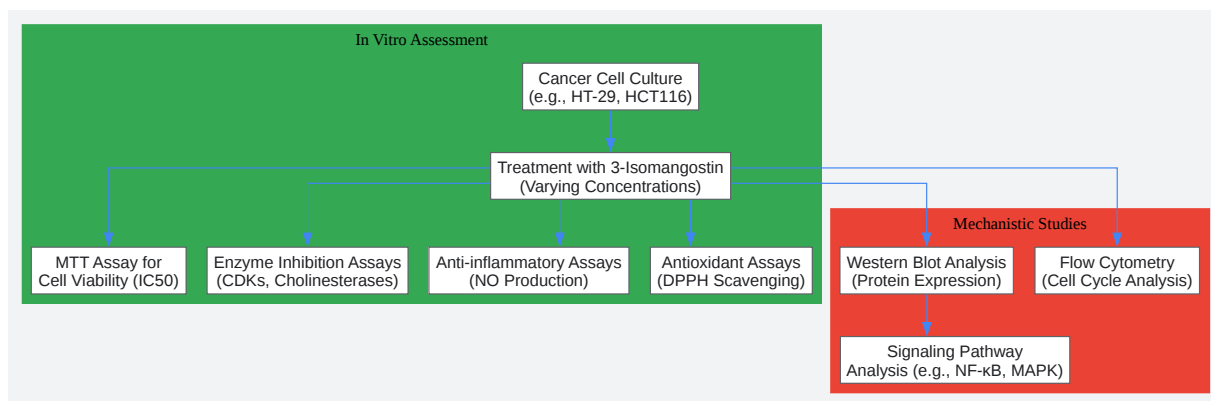 In Vitro Assessment
Cancer Cell Culture
(e.g., HT-29, HCT116)
Treatment with 3-Isomangostin
(Varying Concentrations)
MTT Assay for
Cell Viability (IC50)
Enzyme Inhibition Assays
(CDKs, Cholinesterases)
Anti-inflammatory Assays
(NO Production)
Antioxidant Assays
(DPPH Scavenging)
Mechanistic Studies
Western Blot Analysis
(Protein Expression)
Flow Cytometry
(Cell Cycle Analysis)
Signaling Pathway
Analysis (e.g., NF-κB, MAPK)